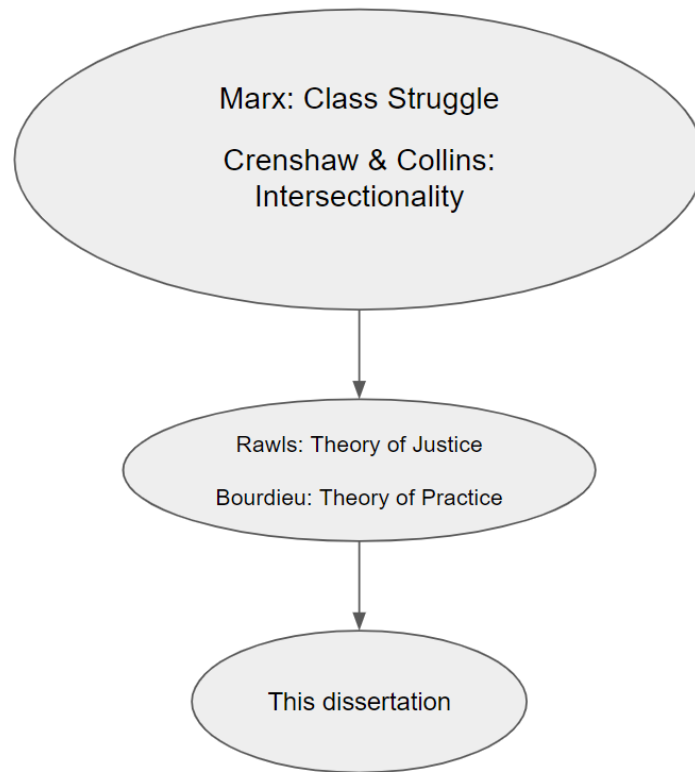 Marx: Class Struggle
Crenshaw & Collins:
Intersectionality
Rawls: Theory of Justice
Bourdieu: Theory of Practice
This dissertation